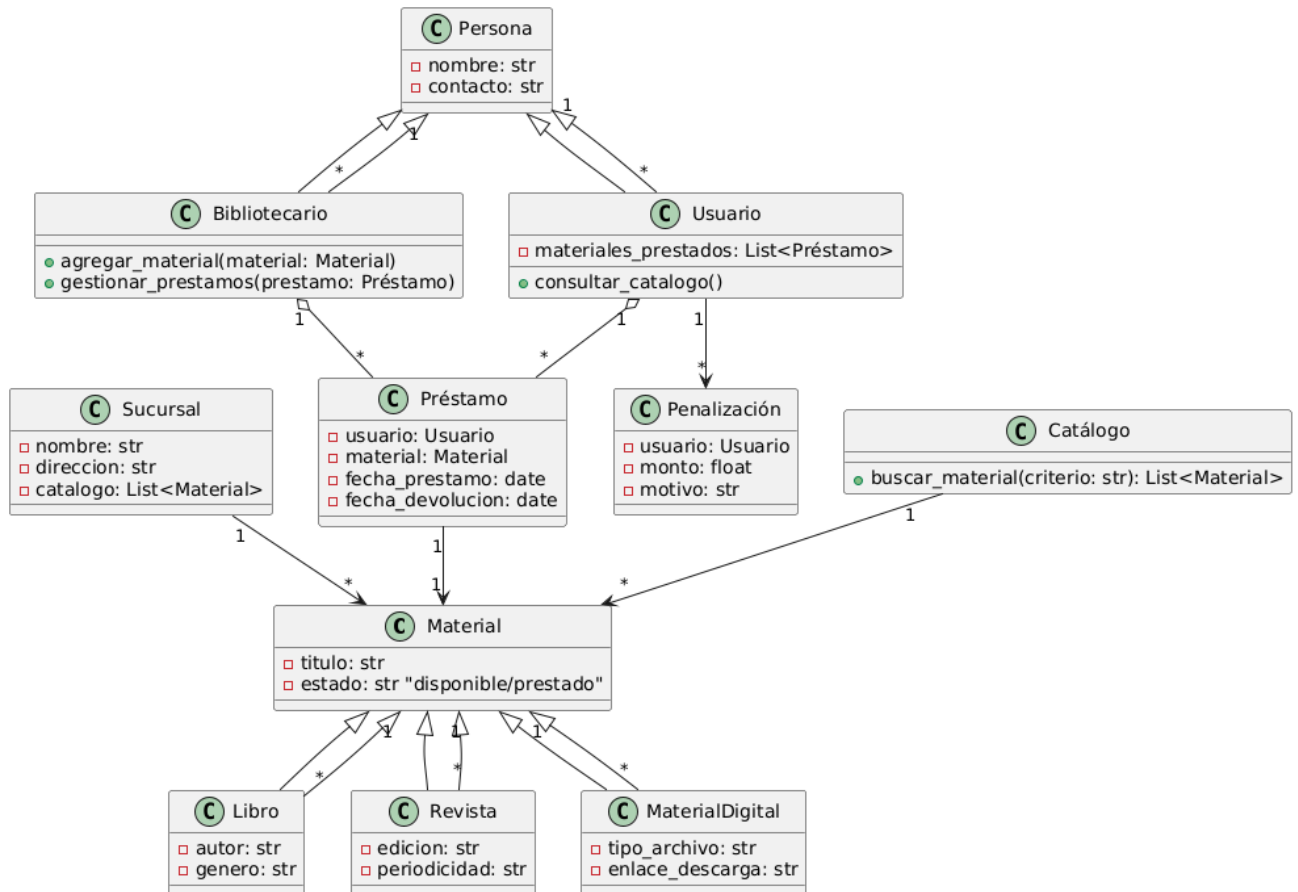 C Persona
nombre: str
contacto: str
1
1
*
*
C Bibliotecario
agregar_material(material: Material)
gestionar_prestamos(prestamo: Préstamo)
C Usuario
materiales_prestados: List<Préstamo>
consultar_catalogo()
1
1
1
*
*
*
C Sucursal
nombre: str
direccion: str
catalogo: List<Material>
C Préstamo
usuario: Usuario
material: Material
fecha_prestamo: date
fecha_devolucion: date
C Penalización
usuario: Usuario
monto: float
motivo: str
C Catálogo
buscar_material(criterio: str): List<Material>
1
1
1
*
1
*
C Material
titulo: str
estado: str "disponible/prestado"
1
1
1
*
*
*
C Libro
autor: str
genero: str
C Revista
edicion: str
periodicidad: str
C MaterialDigital
tipo_archivo: str
enlace_descarga: str